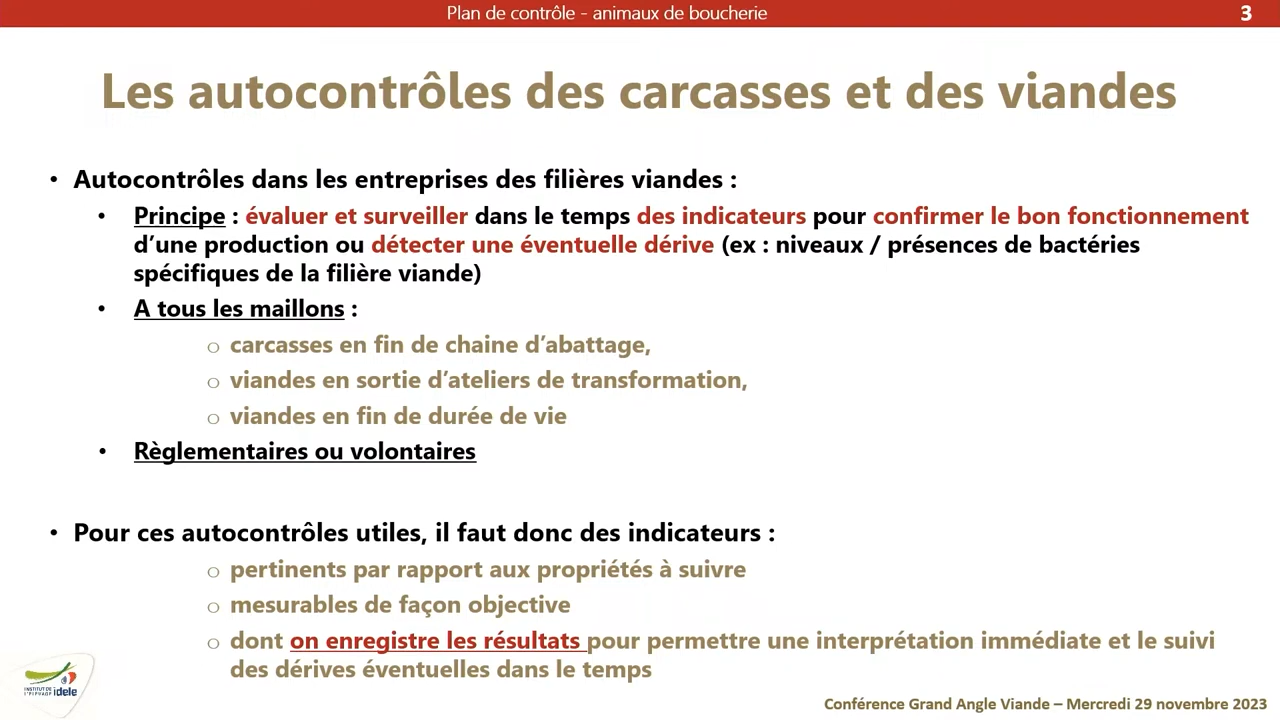 Plan de contrôle - animaux de boucherie
3
Les autocontrôles des carcasses et des viandes
• Autocontrôles dans les entreprises des filières viandes :
• Principe : évaluer et surveiller dans le temps des indicateurs pour confirmer le bon fonctionnement
d’une production ou détecter une éventuelle dérive (ex : niveaux / présences de bactéries
spécifiques de la filière viande)
• A tous les maillons :
o carcasses en fin de chaine d’abattage,
o viandes en sortie d’ateliers de transformation,
o viandes en fin de durée de vie
• Règlementaires ou volontaires
• Pour ces autocontrôles utiles, il faut donc des indicateurs :
o pertinents par rapport aux propriétés à suivre
o mesurables de façon objective
o dont on enregistre les résultats pour permettre une interprétation immédiate et le suivi
des dérives éventuelles dans le temps
INSTITUT DE
L'ÉLEVAGE idele
Conférence Grand Angle Viande – Mercredi 29 novembre 2023